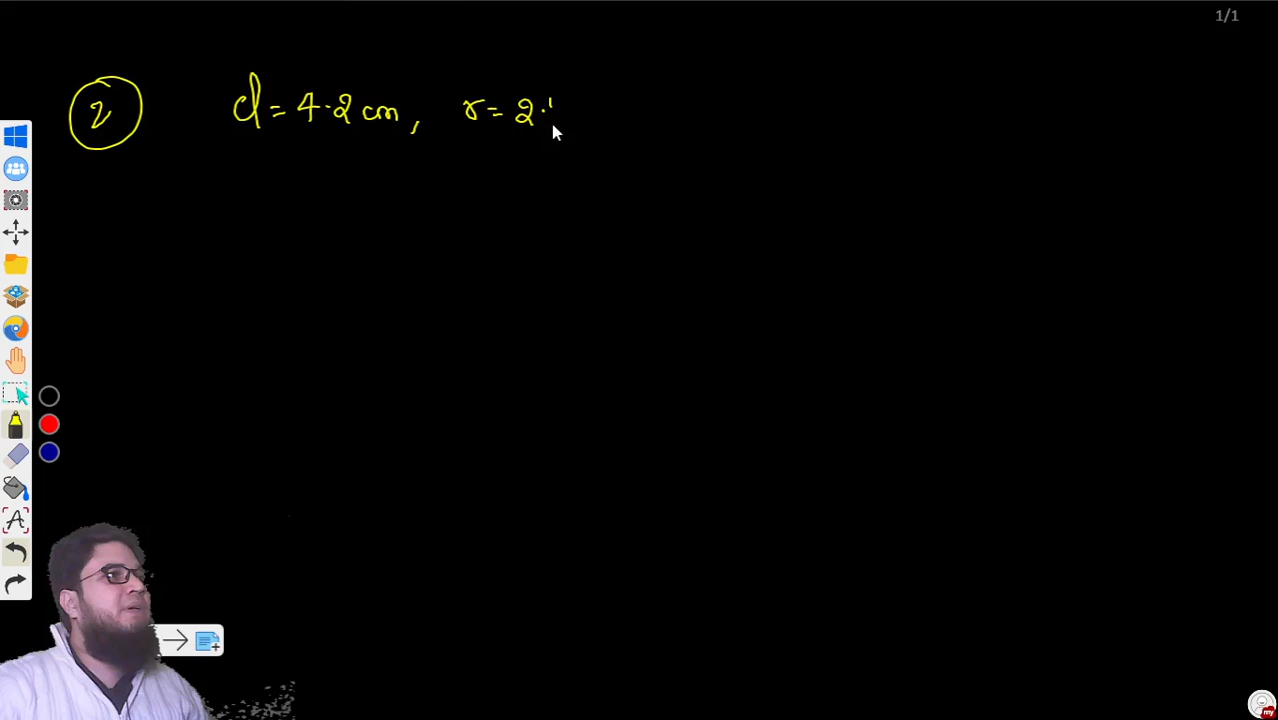 1/1
2 d = 4.2 cm, r = 2.1